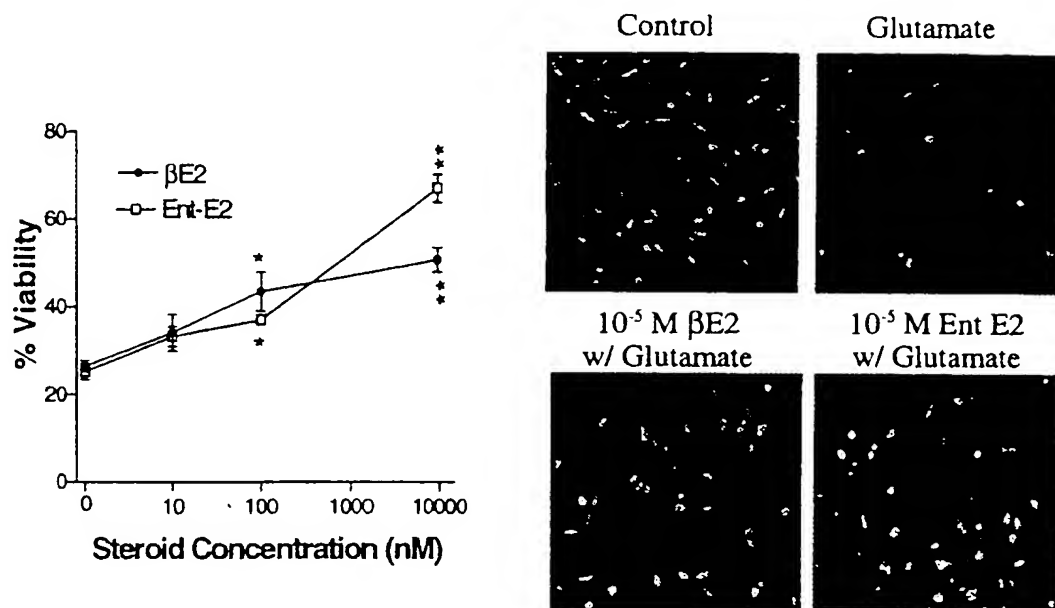 80
60
40
20
0
% Viability
βE2
Ent-E2
*
*
*
*
*
*
0 10 100 1000 10000
Steroid Concentration (nM)
Control Glutamate
10⁻⁵ M βE2
w/ Glutamate
10⁻⁵ M Ent E2
w/ Glutamate